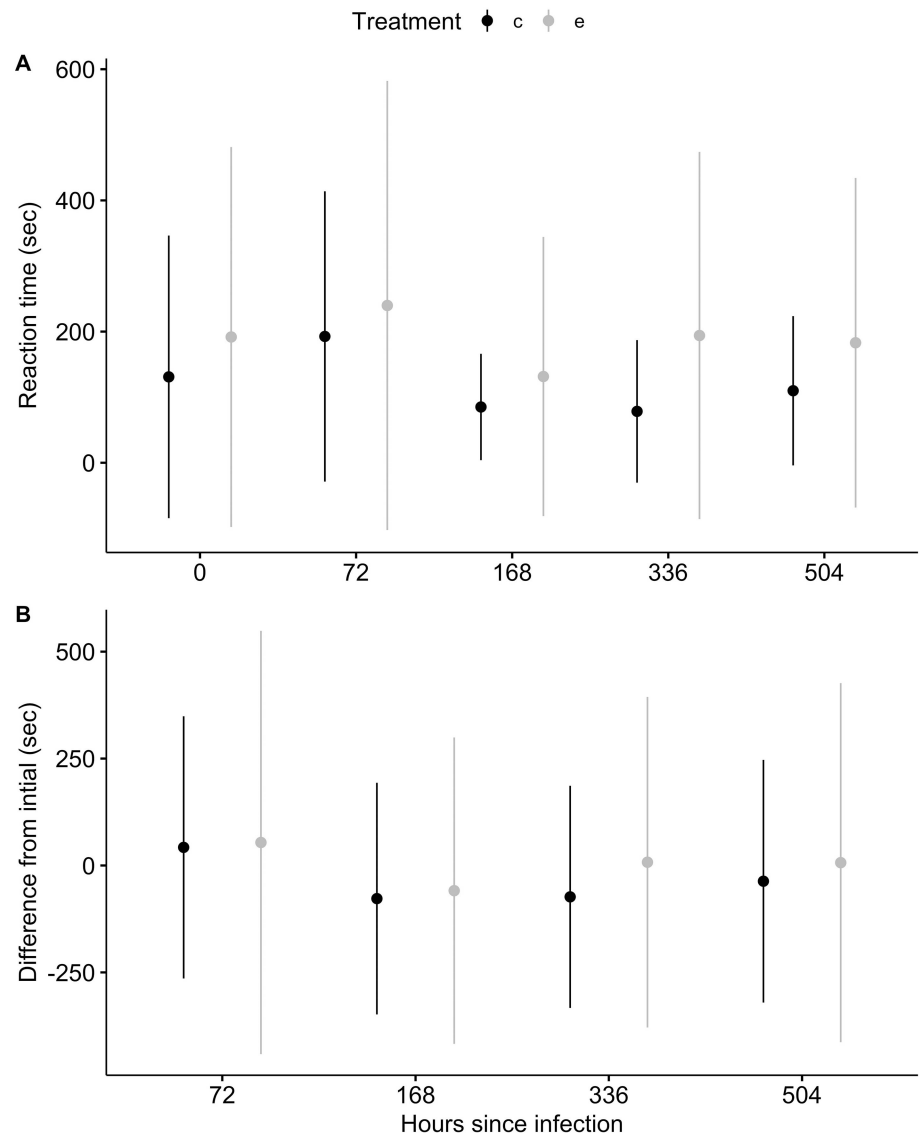 Treatment c e
A
Reaction time (sec)
600
400
200
0
0 72 168 336 504
B
Difference from intial (sec)
500
250
0
-250
72 168 336 504
Hours since infection